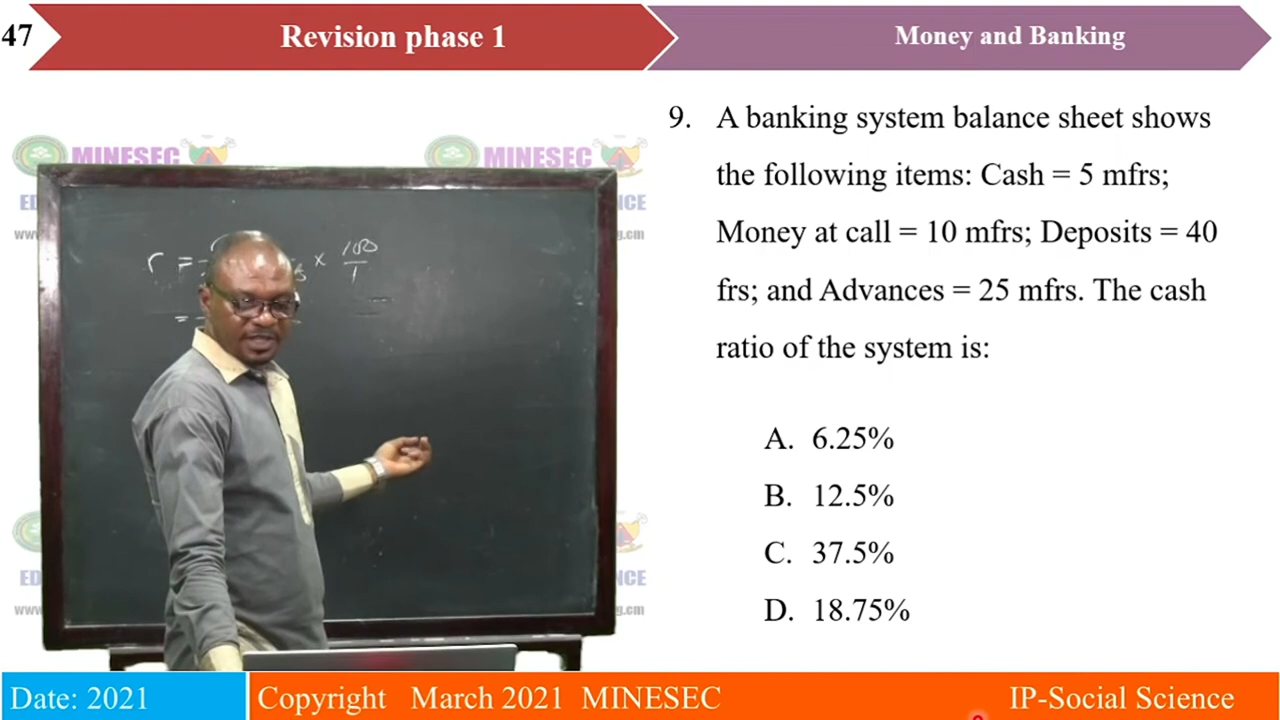 47
Revision phase 1
Money and Banking
MINESEC
MINESEC
r = × 100
1
=
9. A banking system balance sheet shows
the following items: Cash = 5 mfrs;
Money at call = 10 mfrs; Deposits = 40
frs; and Advances = 25 mfrs. The cash
ratio of the system is:
A. 6.25%
B. 12.5%
C. 37.5%
D. 18.75%
Date: 2021
Copyright March 2021 MINESEC
IP-Social Science